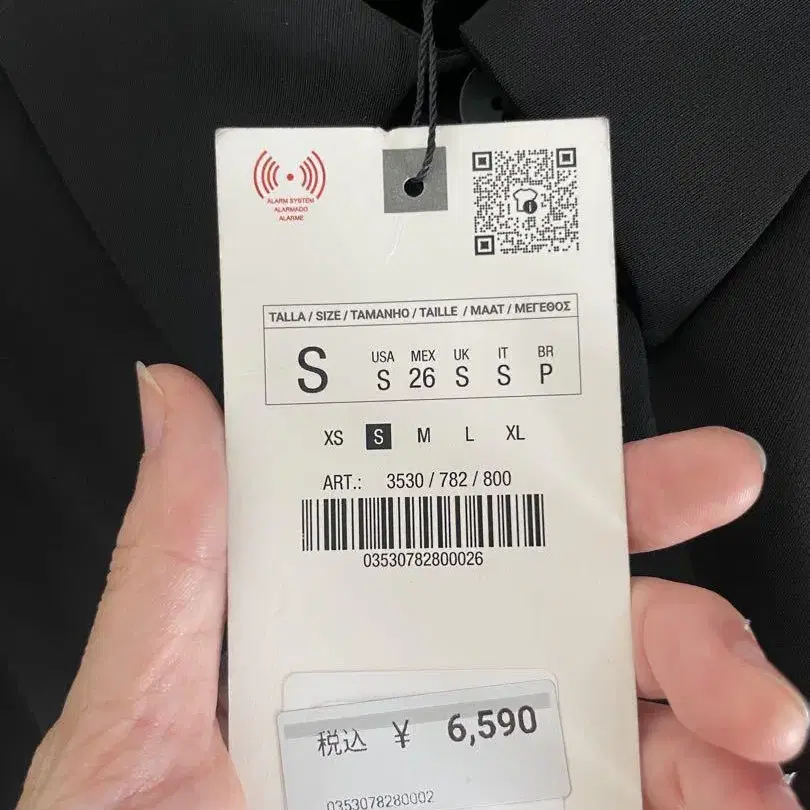 ALARM SYSTEM
ALARMADO
ALARME
TALLA / SIZE / TAMANHO / TAILLE / MAAT / ΜΕΓΕΘΟΣ
S
USA MEX UK IT BR
S 26 S S P
XS S M L XL
ART.: 3530 / 782 / 800
03530782800026
税込 ¥ 6,590
0353078280002